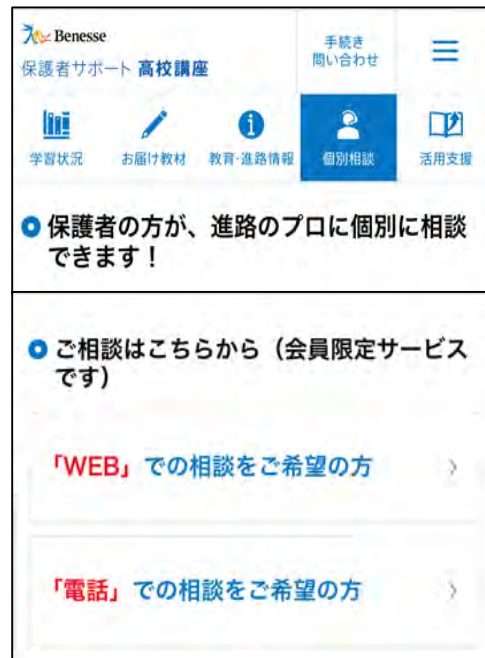 Benesse
保護者サポート 高校講座
手続き
問い合わせ
学習状況
お届け教材
教育・進路情報
個別相談
活用支援
保護者の方が、進路のプロに個別に相談
できます！
ご相談はこちらから（会員限定サービス
です）
「WEB」での相談をご希望の方
「電話」での相談をご希望の方